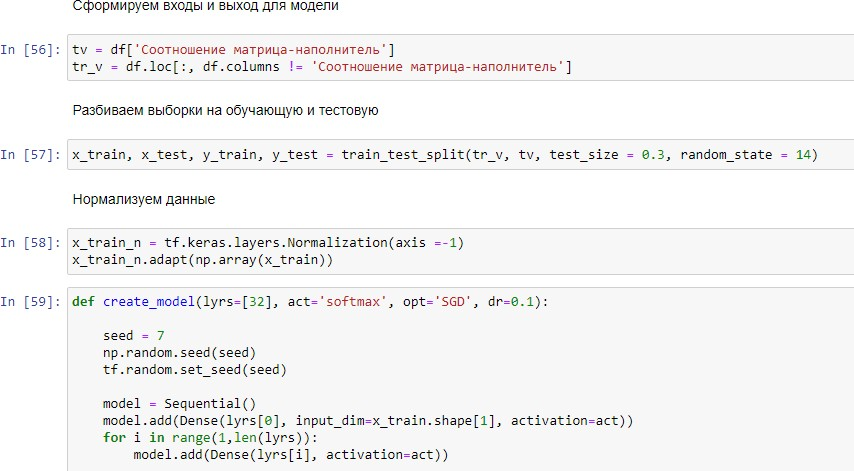 Сформируем входы и выход для модели
In [56]: tv = df['Соотношение матрица-наполнитель']
tr_v = df.loc[:, df.columns != 'Соотношение матрица-наполнитель']
Разбиваем выборки на обучающую и тестовую
In [57]: x_train, x_test, y_train, y_test = train_test_split(tr_v, tv, test_size = 0.3, random_state = 14)
Нормализуем данные
In [58]: x_train_n = tf.keras.layers.Normalization(axis =-1)
x_train_n.adapt(np.array(x_train))
In [59]: def create_model(lyrs=[32], act='softmax', opt='SGD', dr=0.1):
seed = 7
np.random.seed(seed)
tf.random.set_seed(seed)
model = Sequential()
model.add(Dense(lyrs[0], input_dim=x_train.shape[1], activation=act))
for i in range(1,len(lyrs)):
model.add(Dense(lyrs[i], activation=act))